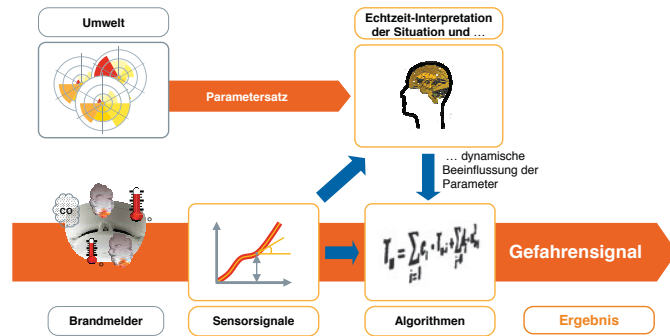 Umwelt
Echtzeit-Interpretation
der Situation und ...
Parametersatz
... dynamische
Beeinflussung der
Parameter
CO
Gefahrensignal
Brandmelder
Sensorsignale
Algorithmen
Ergebnis